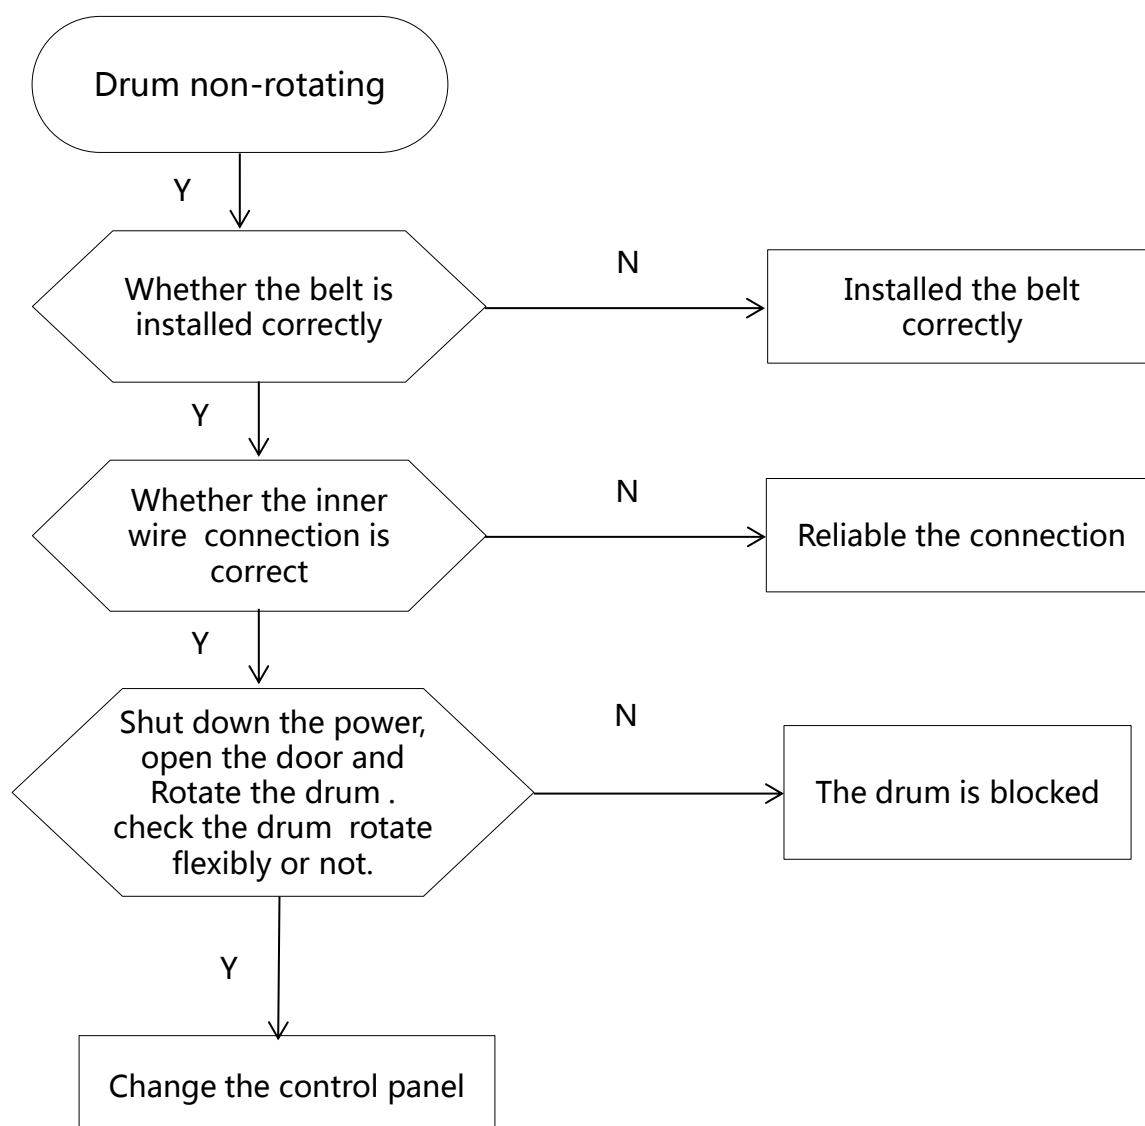 Drum non-rotating
Y
Whether the belt is
installed correctly
N
Installed the belt
correctly
Y
Whether the inner
wire  connection is
correct
N
Reliable the connection
Y
Shut down the power,
open the door and
Rotate the drum .
check the drum  rotate
flexibly or not.
N
The drum is blocked
Y
Change the control panel